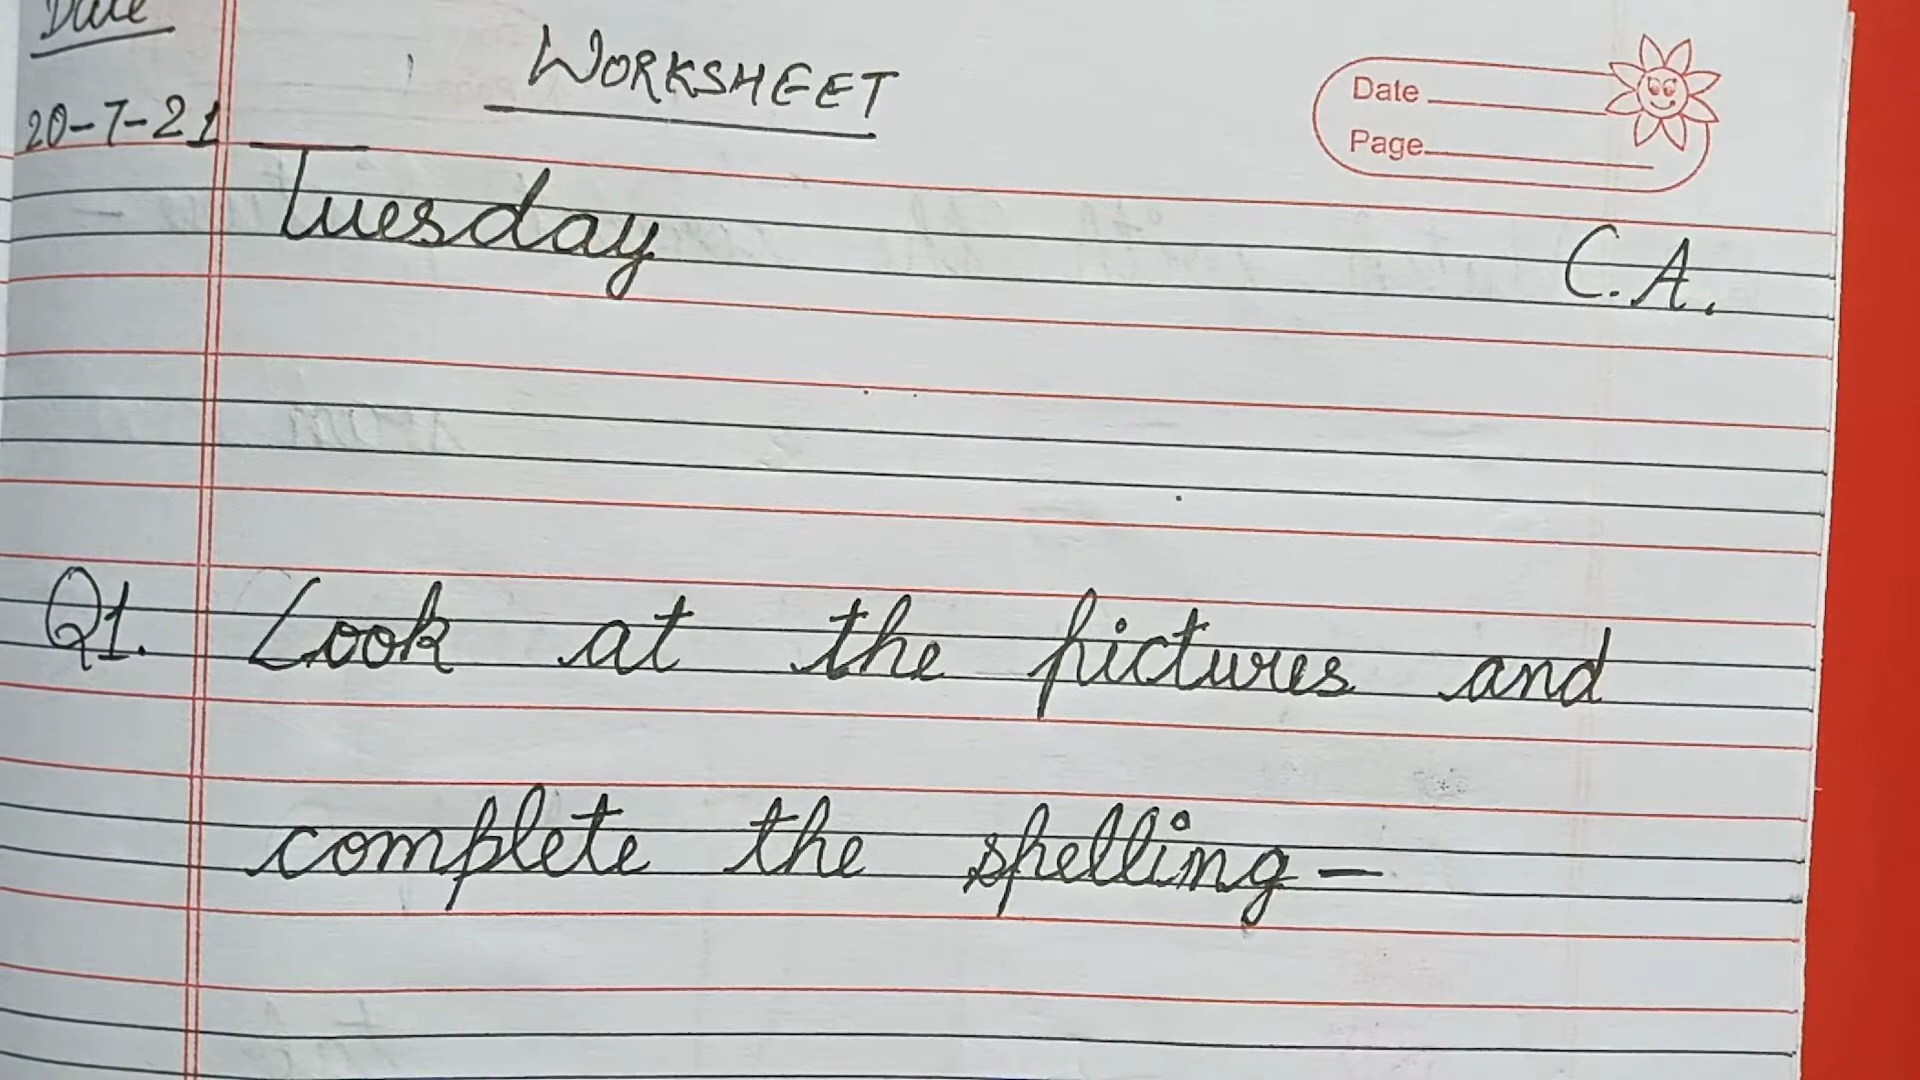 Date
WORKSHEET
Date
Page
20-7-21
Tuesday
C.A.
Q1. Look at the pictures and
complete the spelling-